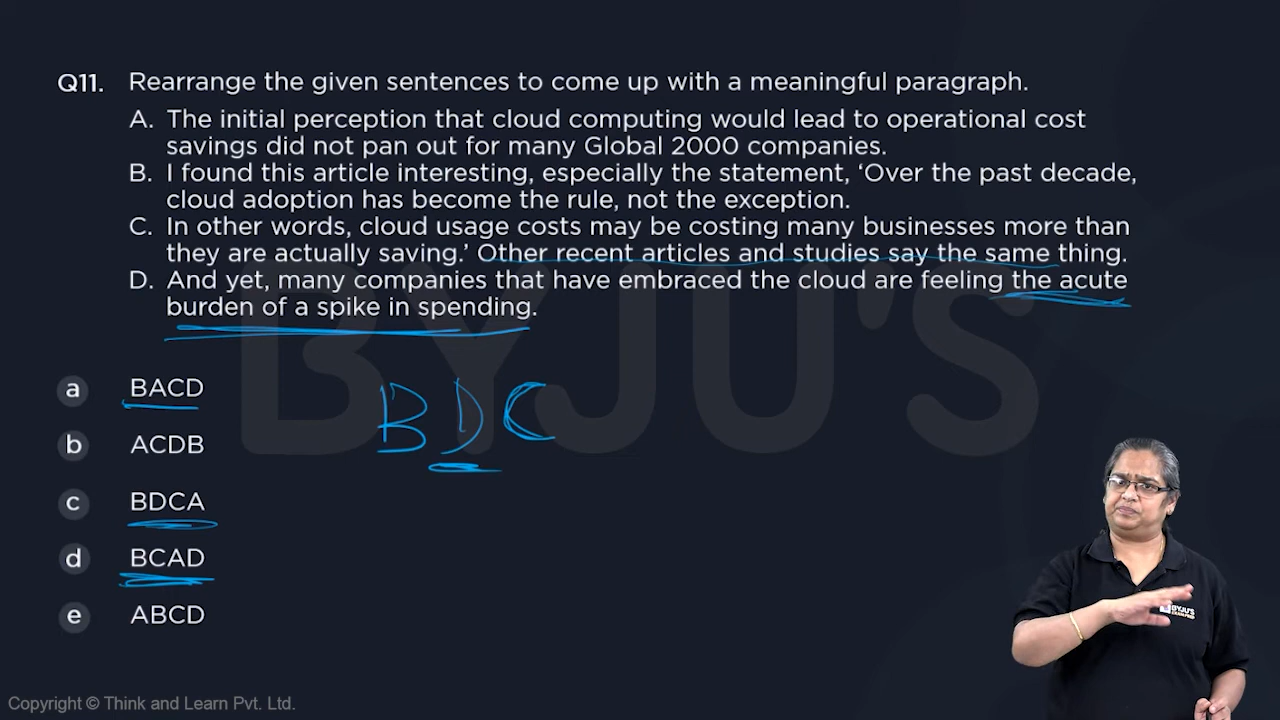 Q11. Rearrange the given sentences to come up with a meaningful paragraph.
A. The initial perception that cloud computing would lead to operational cost
savings did not pan out for many Global 2000 companies.
B. I found this article interesting, especially the statement, ‘Over the past decade,
cloud adoption has become the rule, not the exception.
C. In other words, cloud usage costs may be costing many businesses more than
they are actually saving.’ Other recent articles and studies say the same thing.
D. And yet, many companies that have embraced the cloud are feeling the acute
burden of a spike in spending.
BYJU'S
a BACD
BDC
b ACDB
c BDCA
d BCAD
e ABCD
BYJU'S
Copyright © Think and Learn Pvt. Ltd.